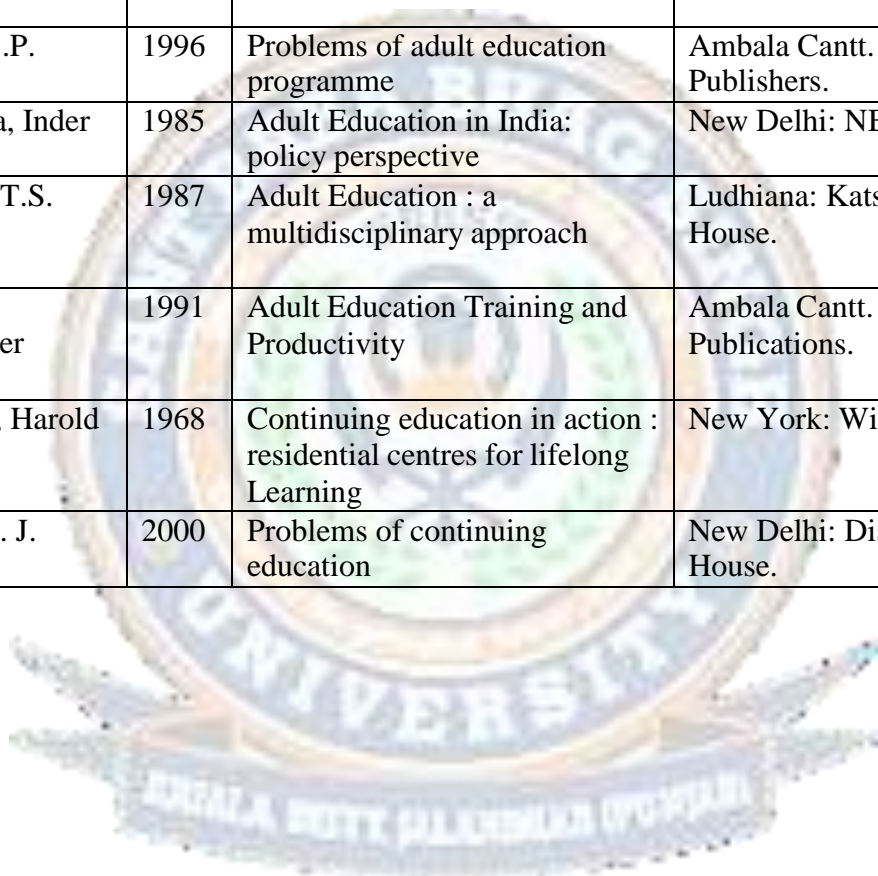 .P. 1996 Problems of adult education Ambala Cantt.
programme Publishers.
a, Inder 1985 Adult Education in India: New Delhi: NE
policy perspective
T.S. 1987 Adult Education : a Ludhiana: Kats
multidisciplinary approach House.
1991 Adult Education Training and Ambala Cantt.
er Productivity Publications.
, Harold 1968 Continuing education in action : New York: Wi
residential centres for lifelong
Learning
. J. 2000 Problems of continuing New Delhi: Dis
education House.
UNIVERSITY